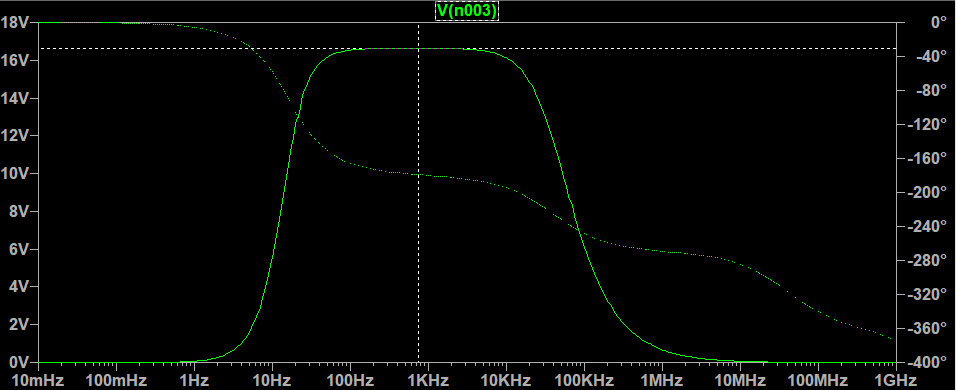 V(n003)
18V 0°
16V -40°
14V -80°
12V -120°
10V -160°
8V -200°
6V -240°
4V -280°
2V -320°
0V -360°
-400°
10mHz 100mHz 1Hz 10Hz 100Hz 1KHz 10KHz 100KHz 1MHz 10MHz 100MHz 1GHz